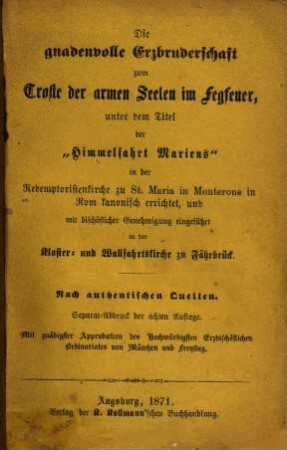 Die
gnadenvolle Erzbruderschaft
zum
Troste der armen Seelen im Fegfeuer,
unter dem Titel
der
„Himmelfahrt Mariens"
in der
Redemptoristenkirche zu St. Maria in Monterone in
Rom kanonisch errichtet, und
mit bischöflicher Genehmigung eingeführt
in der
Kloster- und Wallfahrtskirche zu Fährbrück.
Nach authentischen Quellen.
Separat-Abdruck der achten Auflage.
Mit gnädigster Approbation des Hochwürdigsten Erzbischöflichen
Ordinariates von München und Freysing.
Augsburg, 1871.
Verlag der K. Kollmann'schen Buchhandlung.